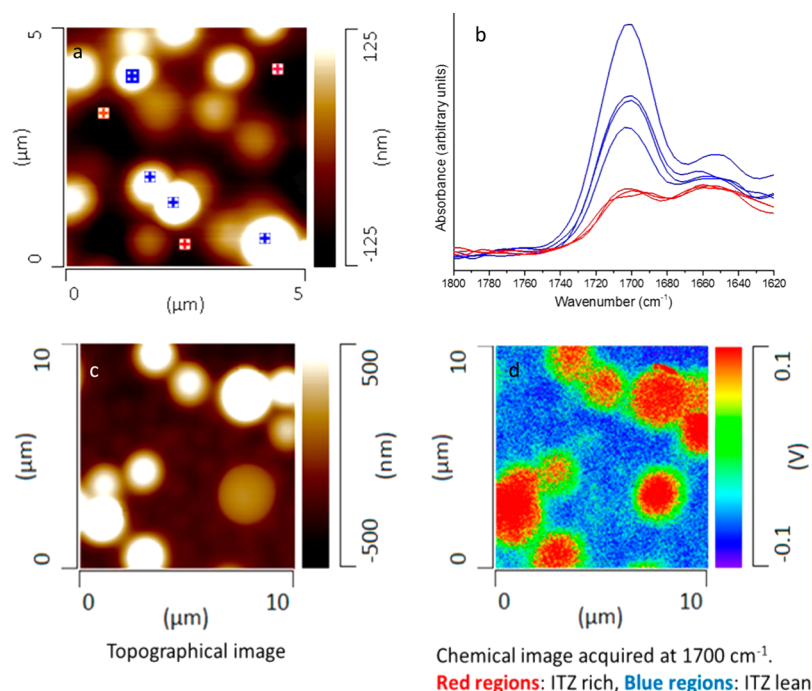 a
5
0
(µm)
0
5
(µm)
125
(nm)
-125
b
Absorbance (arbitrary units)
1800 1780 1760 1740 1720 1700 1680 1660 1640 1620
Wavenumber (cm-1)
c
10
0
(µm)
0
10
(µm)
500
(nm)
-500
Topographical image
d
10
0
(µm)
0
10
(µm)
0.1
(V)
-0.1
Chemical image acquired at 1700 cm-1.
Red regions: ITZ rich, Blue regions: ITZ lean